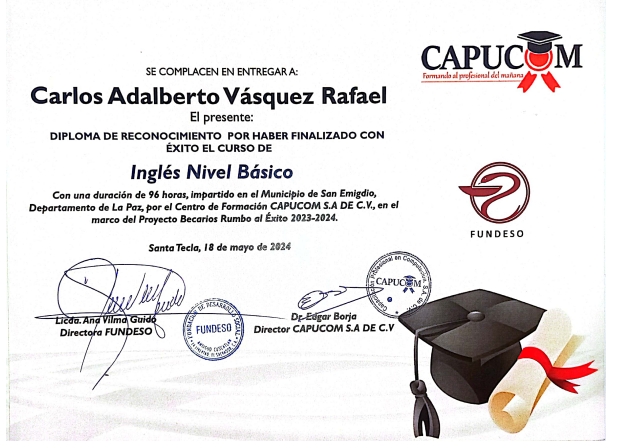 CAPUCOM
Formando al profesional del mañana
SE COMPLACEN EN ENTREGAR A:
Carlos Adalberto Vásquez Rafael
El presente:
DIPLOMA DE RECONOCIMIENTO POR HABER FINALIZADO CON
ÉXITO EL CURSO DE
Inglés Nivel Básico
Con una duración de 96 horas, impartido en el Municipio de San Emigdio,
Departamento de La Paz, por el Centro de Formación CAPUCOM S.A DE C.V., en el
marco del Proyecto Becarios Rumbo al Éxito 2023-2024.
FUNDESO
Santa Tecla, 18 de mayo de 2024
Licda. Ana Vilma Guido
Directora FUNDESO
FUNDESO
Dr. Edgar Borja
Director CAPUCOM S.A DE C.V
CAPUCOM